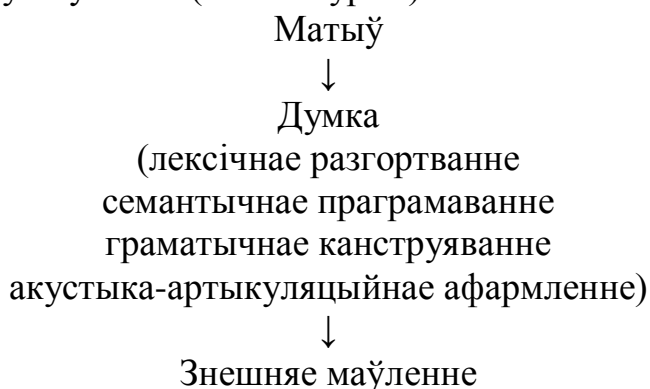 Матыў
↓
Думка
(лексічнае разгортванне
семантычнае праграмаванне
граматычнае канструяванне
акустыка-артыкуляцыйнае афармленне)
↓
Знешняе маўленне